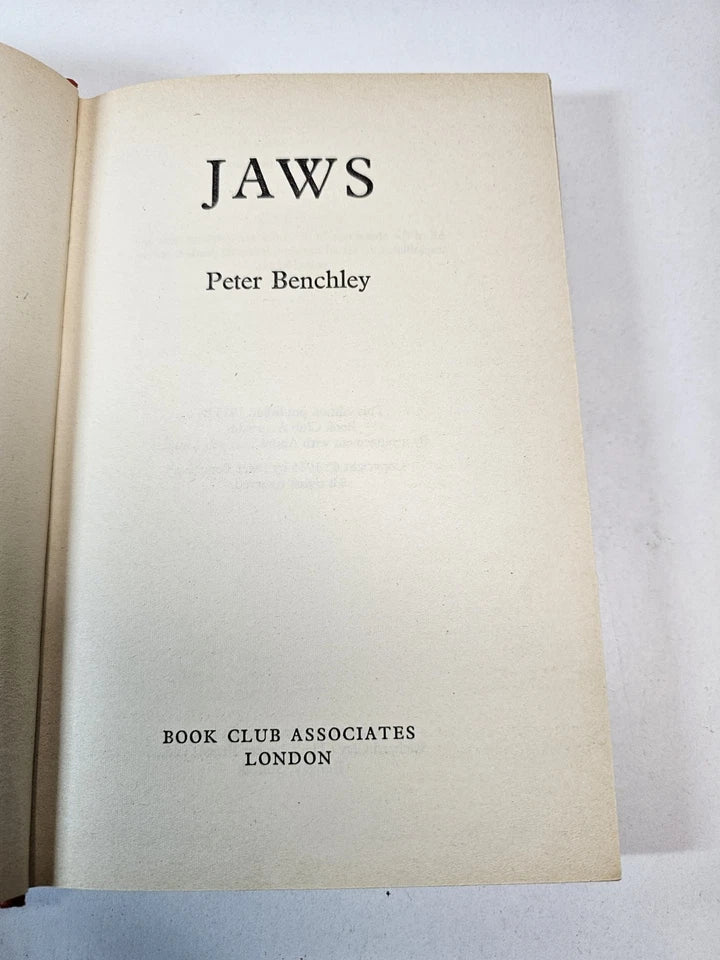 JAWS
Peter Benchley
BOOK CLUB ASSOCIATES
LONDON